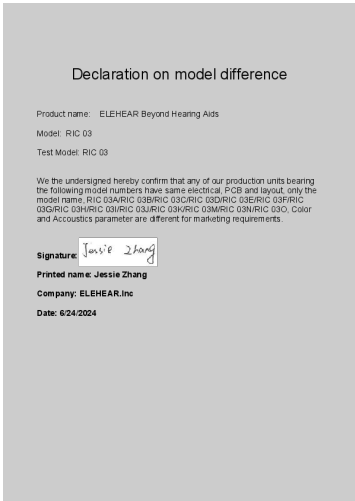 Declaration on model difference
Product name: ELEHEAR Beyond Hearing Aids
Model: RIC 03
Test Model: RIC 03
We the undersigned hereby confirm that any of our production units bearing
the following model numbers have same electrical, PCB and layout, only the
model name, RIC 03A/RIC 03B/RIC 03C/RIC 03D/RIC 03E/RIC 03F/RIC
03G/RIC 03H/RIC 03I/RIC 03J/RIC 03K/RIC 03M/RIC 03N/RIC 03O, Color
and Accoustics parameter are different for marketing requirements.
Signature: Jessie Zhang
Printed name: Jessie Zhang
Company: ELEHEAR.Inc
Date: 6/24/2024